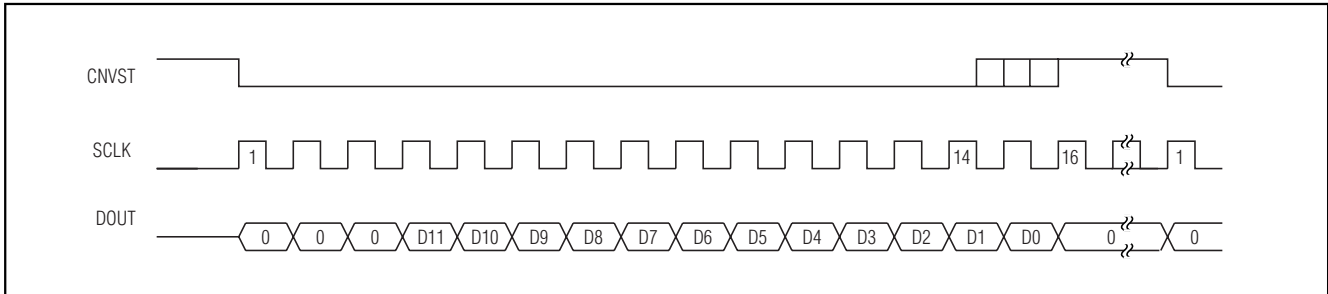 CNVST
SCLK 1 14 16 1
DOUT 0 0 0 D11 D10 D9 D8 D7 D6 D5 D4 D3 D2 D1 D0 0 0